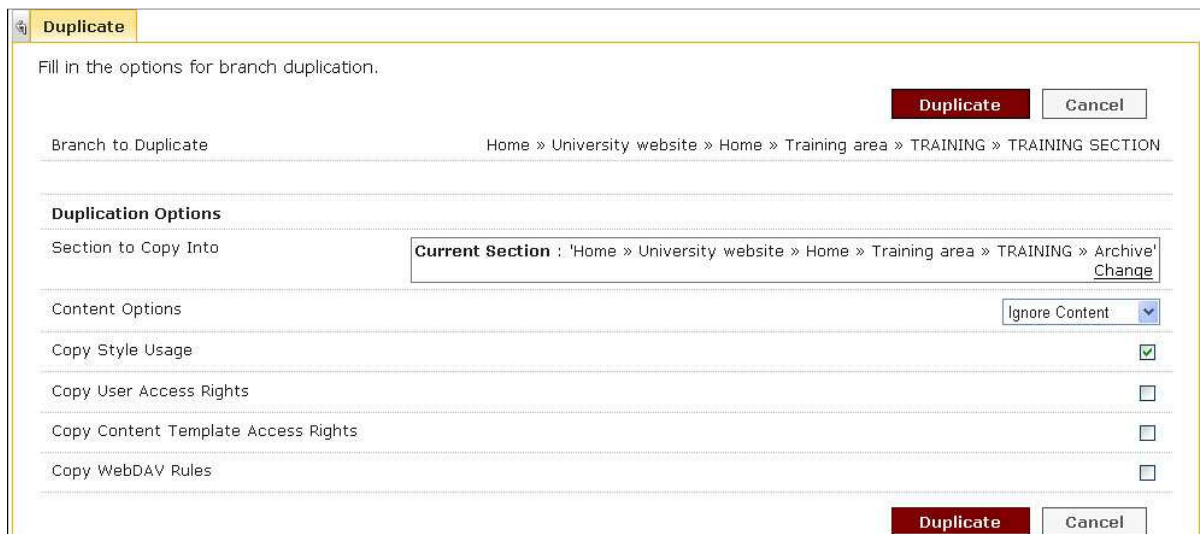 Duplicate
Fill in the options for branch duplication.
Duplicate Cancel
Branch to Duplicate Home » University website » Home » Training area » TRAINING » TRAINING SECTION
Duplication Options
Section to Copy Into Current Section : 'Home » University website » Home » Training area » TRAINING » Archive'
Change
Content Options Ignore Content
Copy Style Usage
Copy User Access Rights
Copy Content Template Access Rights
Copy WebDAV Rules
Duplicate Cancel